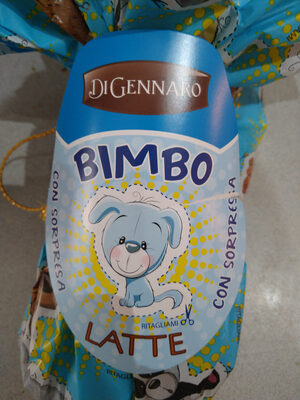 DIGENNARO
BIMBO
CON SORPRESA
CON SORPRESA
RITAGLIAMI
LATTE